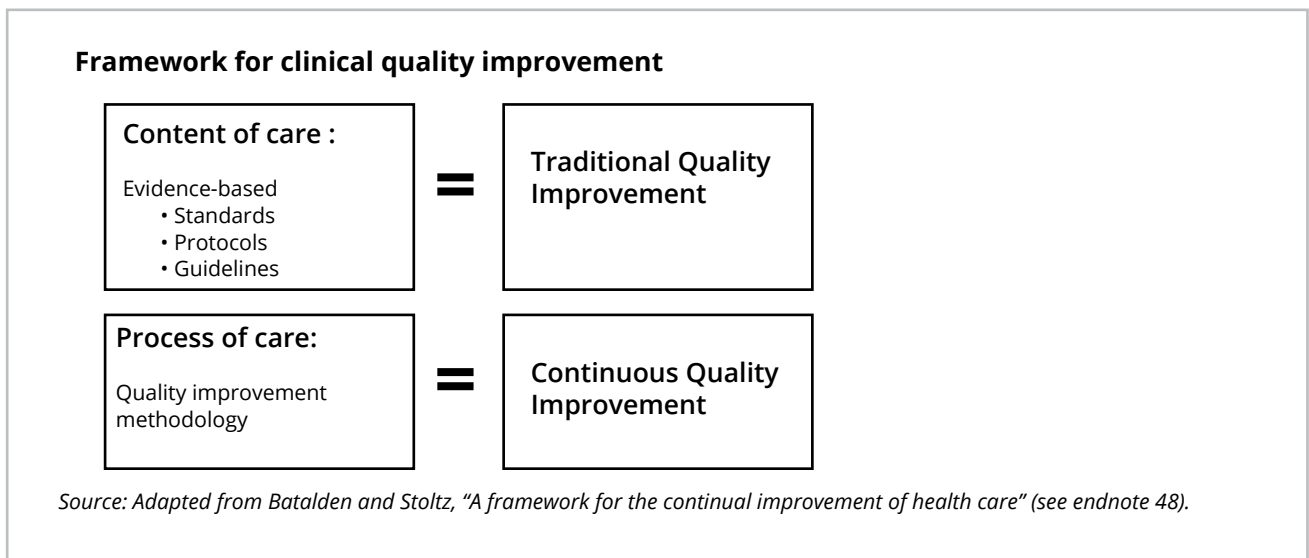 Framework for clinical quality improvement
Content of care :
Evidence-based
• Standards
• Protocols
• Guidelines
=
Traditional Quality
Improvement
Process of care:
Quality improvement
methodology
=
Continuous Quality
Improvement
Source: Adapted from Batalden and Stoltz, “A framework for the continual improvement of health care” (see endnote 48).